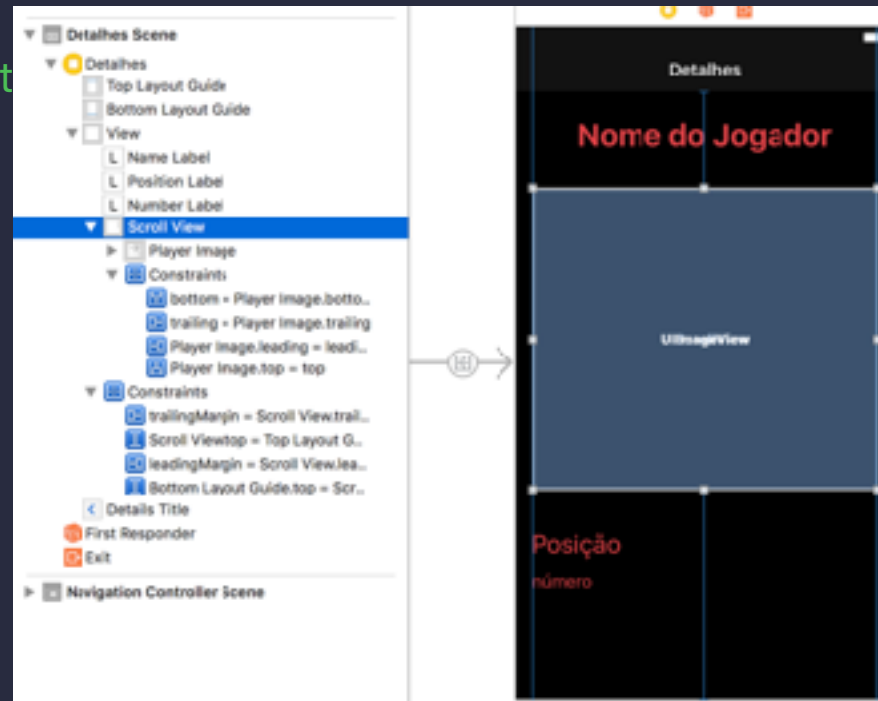 t
Detalhes Scene
Detalhes
Top Layout Guide
Bottom Layout Guide
View
L Name Label
L Position Label
L Number Label
Scroll View
Player Image
Constraints
bottom = Player Image.botto...
trailing = Player Image.trailing
Player Image.leading = leadi...
Player Image.top = top
Constraints
trailingMargin = Scroll View.trail...
Scroll View.top = Top Layout G...
leadingMargin = Scroll View.lea...
Bottom Layout Guide.top = Scr...
Details Title
First Responder
Exit
Navigation Controller Scene
Detalhes
Nome do Jogador
UIImageView
Posição
número